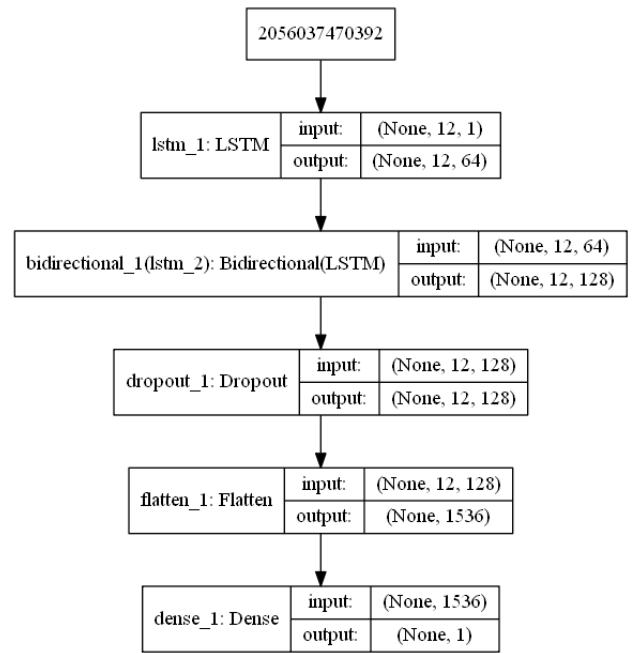 2056037470392
lstm_1: LSTM
input:
(None, 12, 1)
output:
(None, 12, 64)
bidirectional_1(lstm_2): Bidirectional(LSTM)
input:
(None, 12, 64)
output:
(None, 12, 128)
dropout_1: Dropout
input:
(None, 12, 128)
output:
(None, 12, 128)
flatten_1: Flatten
input:
(None, 12, 128)
output:
(None, 1536)
dense_1: Dense
input:
(None, 1536)
output:
(None, 1)